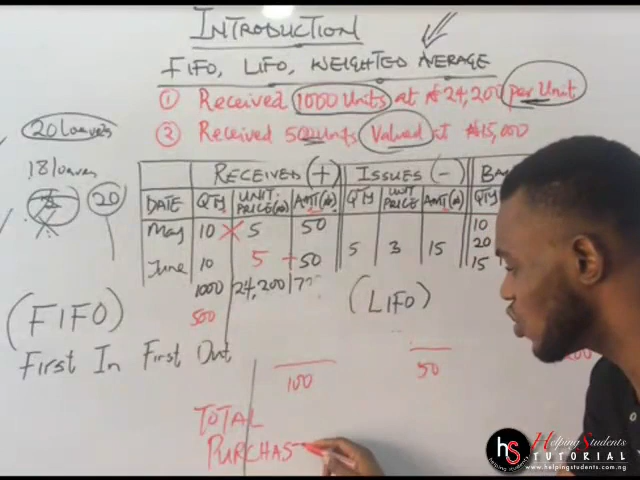 INTRODUCTION
FIFO, LIFO, WEIGHTED AVERAGE
① Received 1000 Units at ₦24,200 per Unit
② Received 500 Units Valued at ₦15,000
20 loaves
18 loaves
20
RECEIVED (+) ISSUES (-)
DATE QTY UNIT PRICE(₦) AMT(₦) QTY UNIT PRICE AMT(₦) QTY
May 10 X 5 50 10
5 3 15 20
June 10 5 50 15
1000 24,200
500
(FIFO) (LIFO)
First In First Out
100 50
TOTAL
PURCHAS
hs Helping Students
TUTORIAL
www.helpingstudents.com.ng